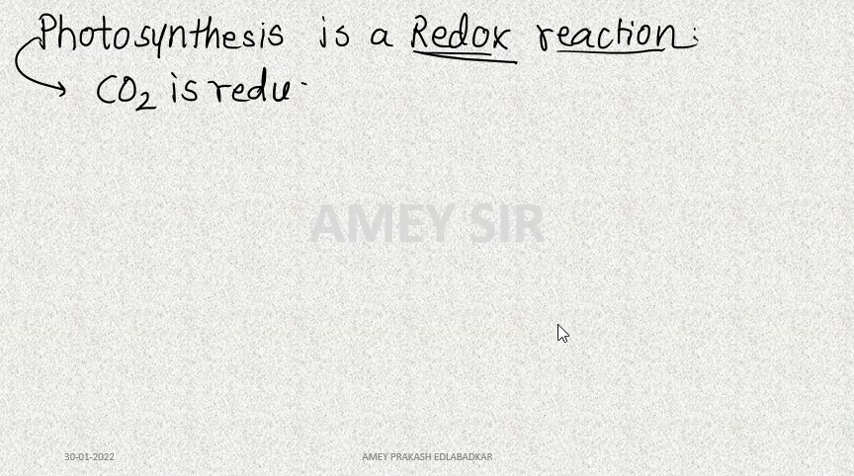 Photosynthesis is a Redox reaction:
CO2 is redu
AMEY SIR
30-01-2022
AMEY PRAKASH EDLABADKAR